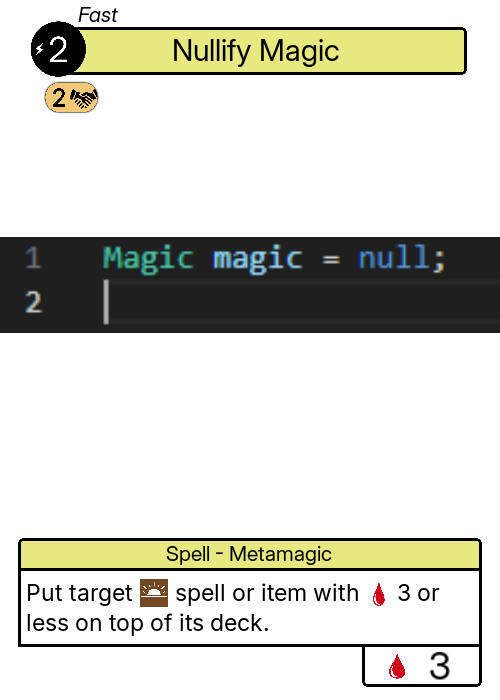 Fast
2
Nullify Magic
2
1 Magic magic = null;
2
Spell - Metamagic
Put target spell or item with 3 or
less on top of its deck.
3